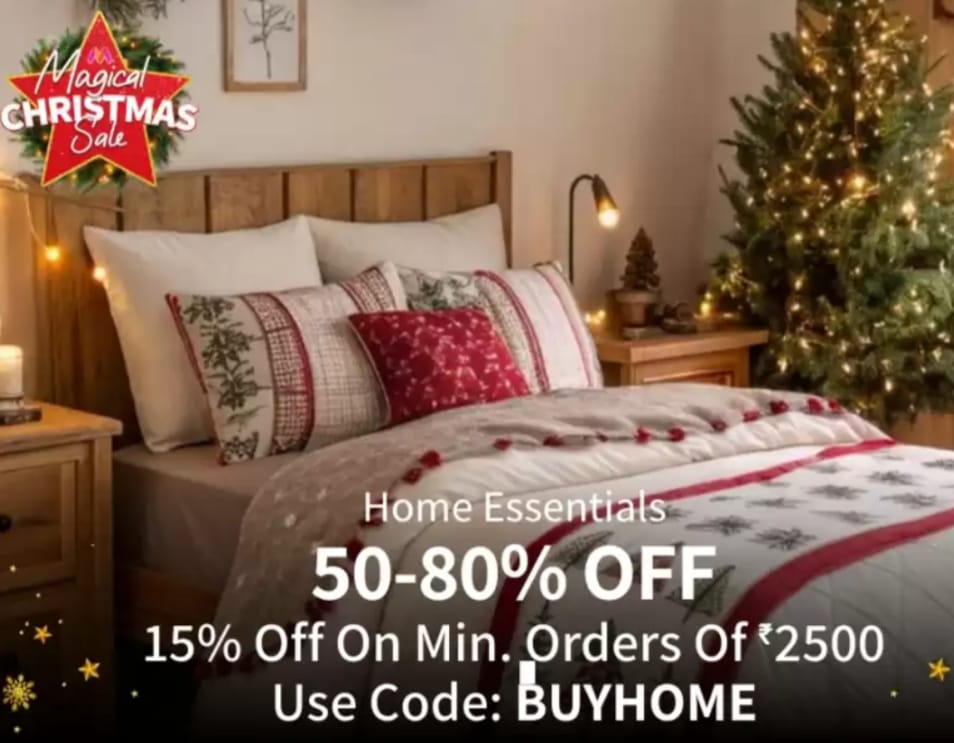 Magical
CHRISTMAS
Sale
Home Essentials
50-80% OFF
15% Off On Min. Orders Of ₹2500
Use Code: BUYHOME